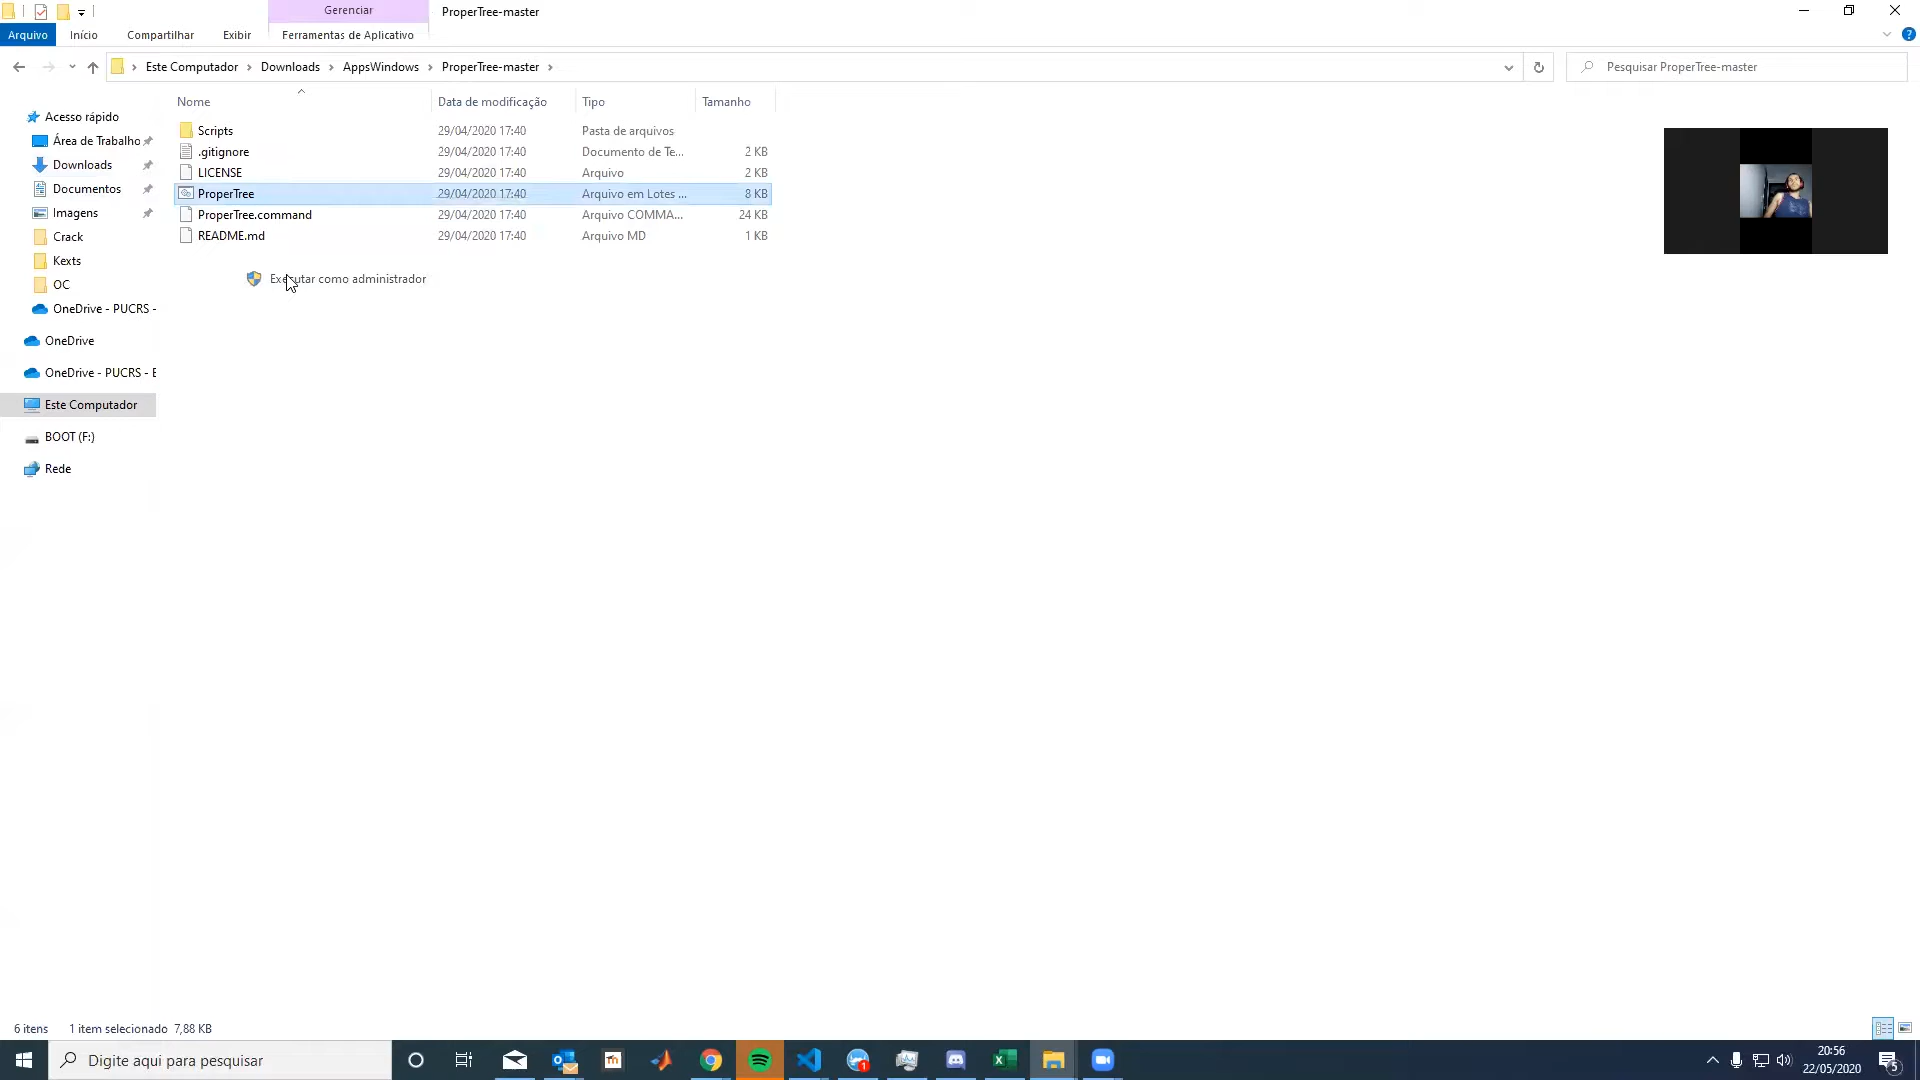 Gerenciar
ProperTree-master
Arquivo
Início
Compartilhar
Exibir
Ferramentas de Aplicativo
Este Computador
Downloads
AppsWindows
ProperTree-master
Pesquisar ProperTree-master
Nome
Data de modificação
Tipo
Tamanho
Scripts 29/04/2020 17:40 Pasta de arquivos
.gitignore 29/04/2020 17:40 Documento de Te... 2 KB
LICENSE 29/04/2020 17:40 Arquivo 2 KB
ProperTree 29/04/2020 17:40 Arquivo em Lotes ... 8 KB
ProperTree.command 29/04/2020 17:40 Arquivo COMMA... 24 KB
README.md 29/04/2020 17:40 Arquivo MD 1 KB
Executar como administrador
Acesso rápido
Área de Trabalho
Downloads
Documentos
Imagens
Crack
Kexts
OC
OneDrive - PUCRS -
OneDrive
OneDrive - PUCRS - E
Este Computador
BOOT (F:)
Rede
6 itens
1 item selecionado 7,88 KB
Digite aqui para pesquisar
m
1
20:56
22/05/2020
5